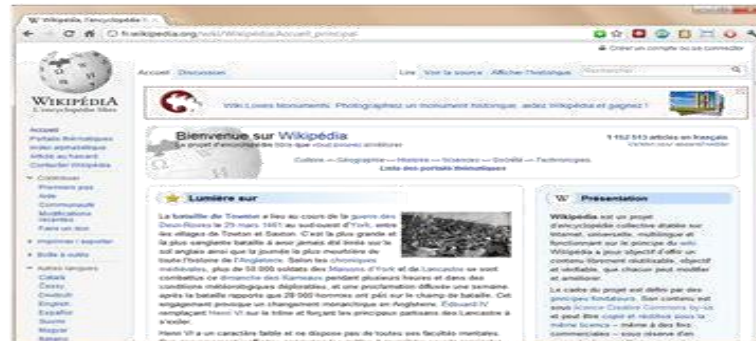 Wikipédia, l'encyclopédie li
fr.wikipedia.org/wiki/Wikipédia:Accueil_principal
Créer un compte ou se connecter
Accueil Discussion
Lire Voir la source Afficher l'historique Rechercher
WIKIPÉDIA
L'encyclopédie libre
Wiki Loves Monuments: Photographiez un monument historique, aidez Wikipédia et gagnez !
Accueil
Portails thématiques
Index alphabétique
Article au hasard
Contacter Wikipédia
Contribuer
Premiers pas
Aide
Communauté
Modifications récentes
Faire un don
Imprimer / exporter
Boîte à outils
Autres langues
Català
Česky
Deutsch
English
Español
Magyar
Italiano
Bienvenue sur Wikipédia
Le projet d'encyclopédie libre que vous pouvez améliorer
articles en français
Culture — Géographie — Histoire — Sciences — Société — Technologies
Liste des portails thématiques
Lumière sur
La bataille de Towton a lieu au cours de la guerre des
Deux-Roses le 29 mars 1461 au sud-ouest d'York, entre
les villages de Towton et Saxton. C'est la plus grande et
la plus sanglante bataille à avoir jamais été livrée sur le
sol anglais ainsi que la journée la plus meurtrière de
toute l'histoire de l'Angleterre. Selon les chroniques
médiévales, plus de 50 000 soldats des Maisons d'York et de Lancastre se sont
combattus ce dimanche des Rameaux pendant plusieurs heures et dans des
conditions météorologiques déplorables, et une proclamation diffusée une semaine
après la bataille rapporte que 28 000 hommes ont péri sur le champ de bataille. Cet
engagement provoque un changement monarchique en Angleterre, Édouard IV
remplaçant Henri VI sur le trône et forçant les principaux partisans des Lancastre à
s'exiler.
Henri VI a un caractère faible et ne dispose pas de toutes ses facultés mentales.
Présentation
Wikipédia est un projet
d'encyclopédie collective établie sur
Internet, universelle, multilingue et
fonctionnant sur le principe du wiki.
Wikipédia a pour objectif d'offrir un
contenu librement réutilisable, objectif
et vérifiable, que chacun peut modifier
et améliorer.
Le cadre du projet est défini par des
principes fondateurs. Son contenu est
sous licence Creative Commons by-sa
et peut être copié et réutilisé sous la
même licence – même à des fins
commerciales – sous réserve d'en